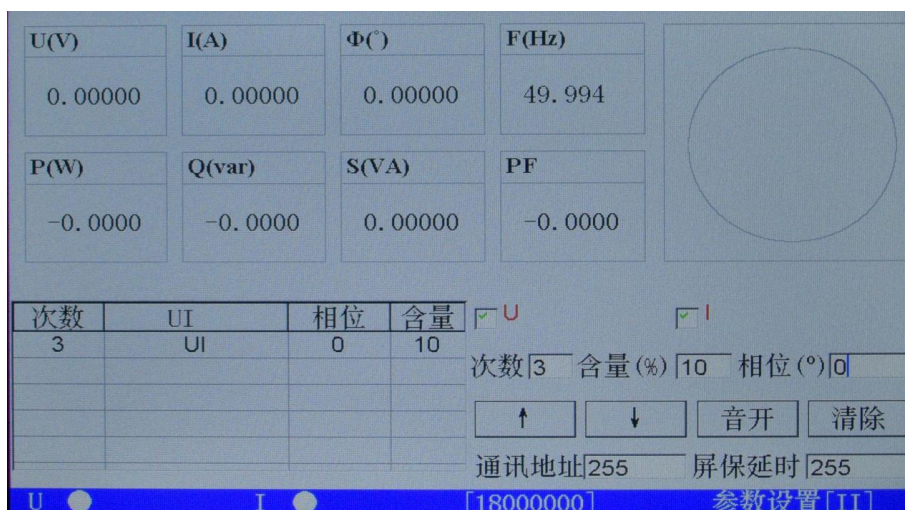 U(V) I(A) Φ(°) F(Hz)
0.00000 0.00000 0.00000 49.994
P(W) Q(var) S(VA) PF
-0.0000 -0.0000 0.00000 -0.0000
次数 UI 相位 含量 U I
3 UI 0 10
次数 3 含量(%) 10 相位(°) 0
↑ ↓ 音开 清除
通讯地址 255 屏保延时 255
U I [18000000] 参数设置[II]